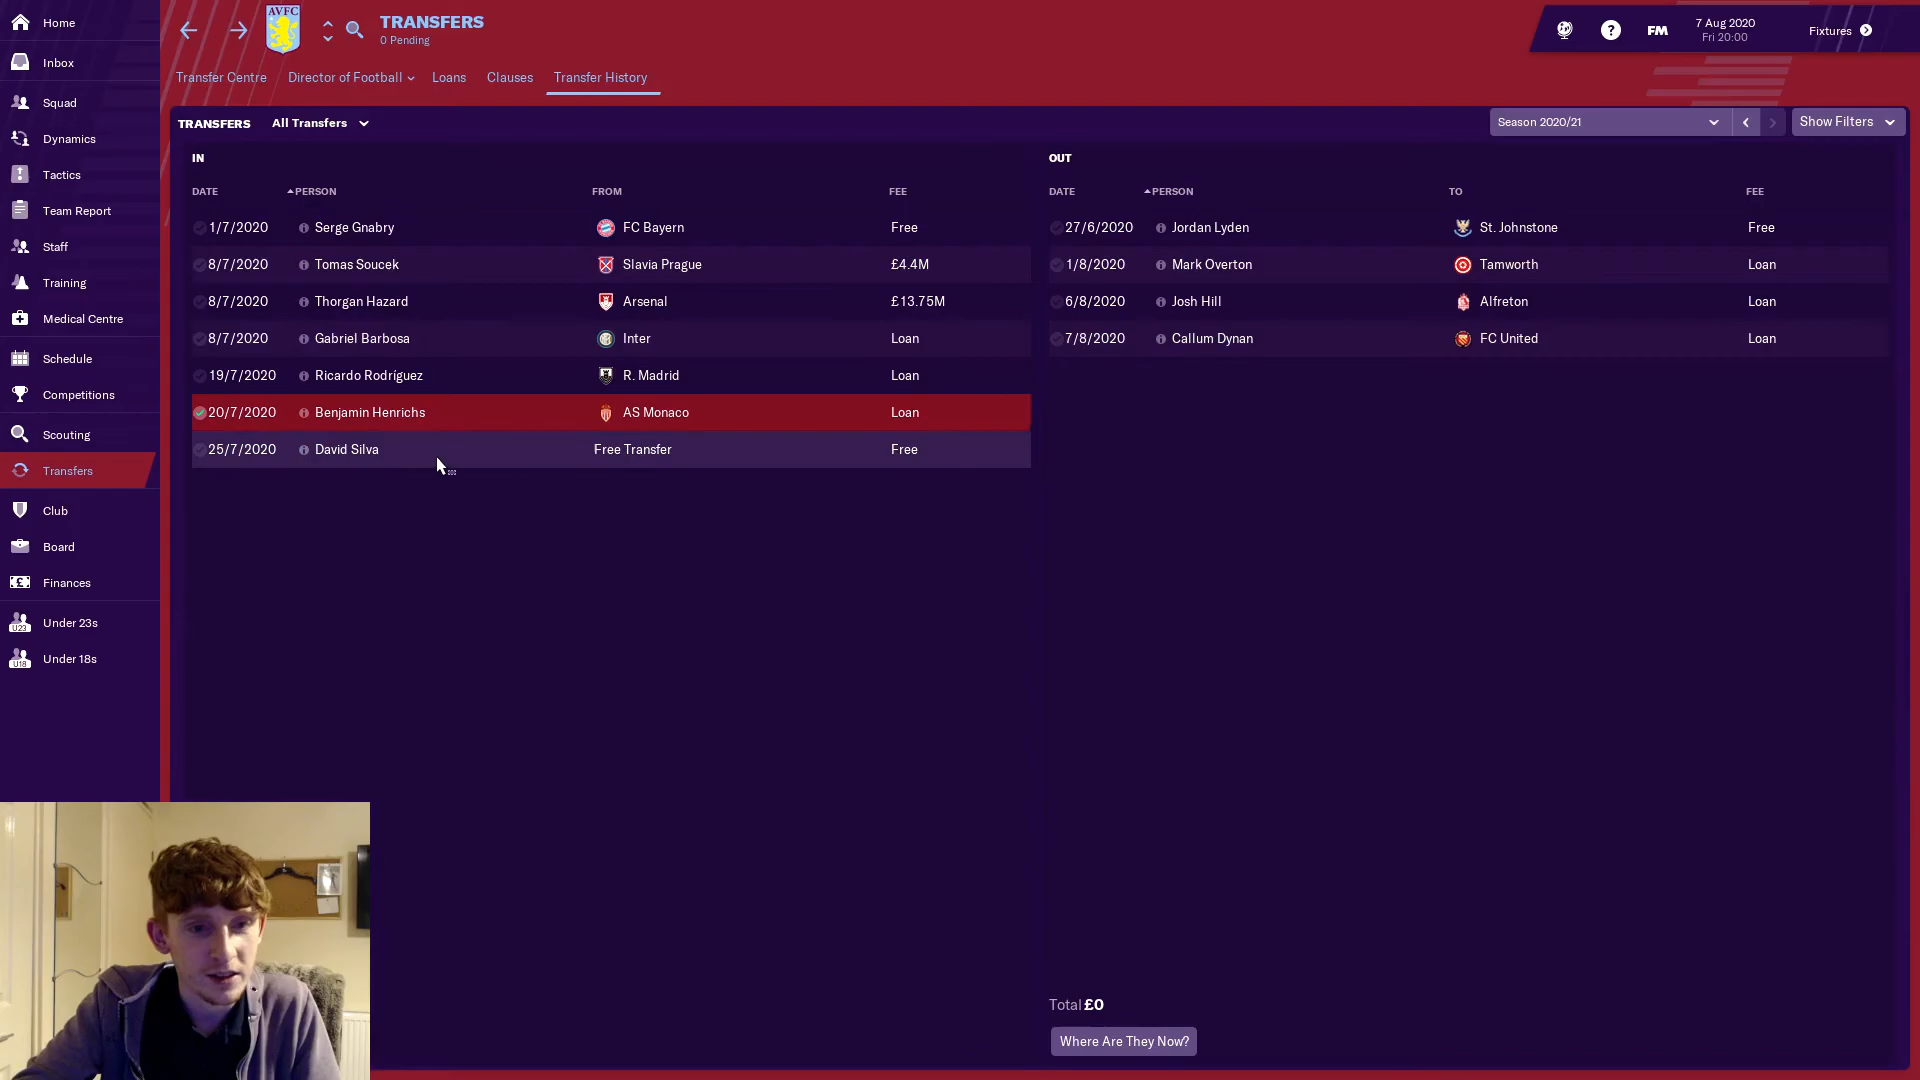 Home
Inbox
Squad
Dynamics
Tactics
Team Report
Staff
Training
Medical Centre
Schedule
Competitions
Scouting
Transfers
Club
Board
Finances
U23 Under 23s
U18 Under 18s
AVFC
TRANSFERS
0 Pending
? FM 7 Aug 2020
Fri 20:00
Fixtures
Transfer Centre Director of Football Loans Clauses Transfer History
TRANSFERS All Transfers Season 2020/21 Show Filters
IN
DATE PERSON FROM FEE
1/7/2020 Serge Gnabry FC Bayern Free
8/7/2020 Tomas Soucek Slavia Prague £4.4M
8/7/2020 Thorgan Hazard Arsenal £13.75M
8/7/2020 Gabriel Barbosa Inter Loan
19/7/2020 Ricardo Rodríguez R. Madrid Loan
20/7/2020 Benjamin Henrichs AS Monaco Loan
25/7/2020 David Silva Free Transfer Free
OUT
DATE PERSON TO FEE
27/6/2020 Jordan Lyden St. Johnstone Free
1/8/2020 Mark Overton Tamworth Loan
6/8/2020 Josh Hill Alfreton Loan
7/8/2020 Callum Dynan FC United Loan
Total £0
Where Are They Now?